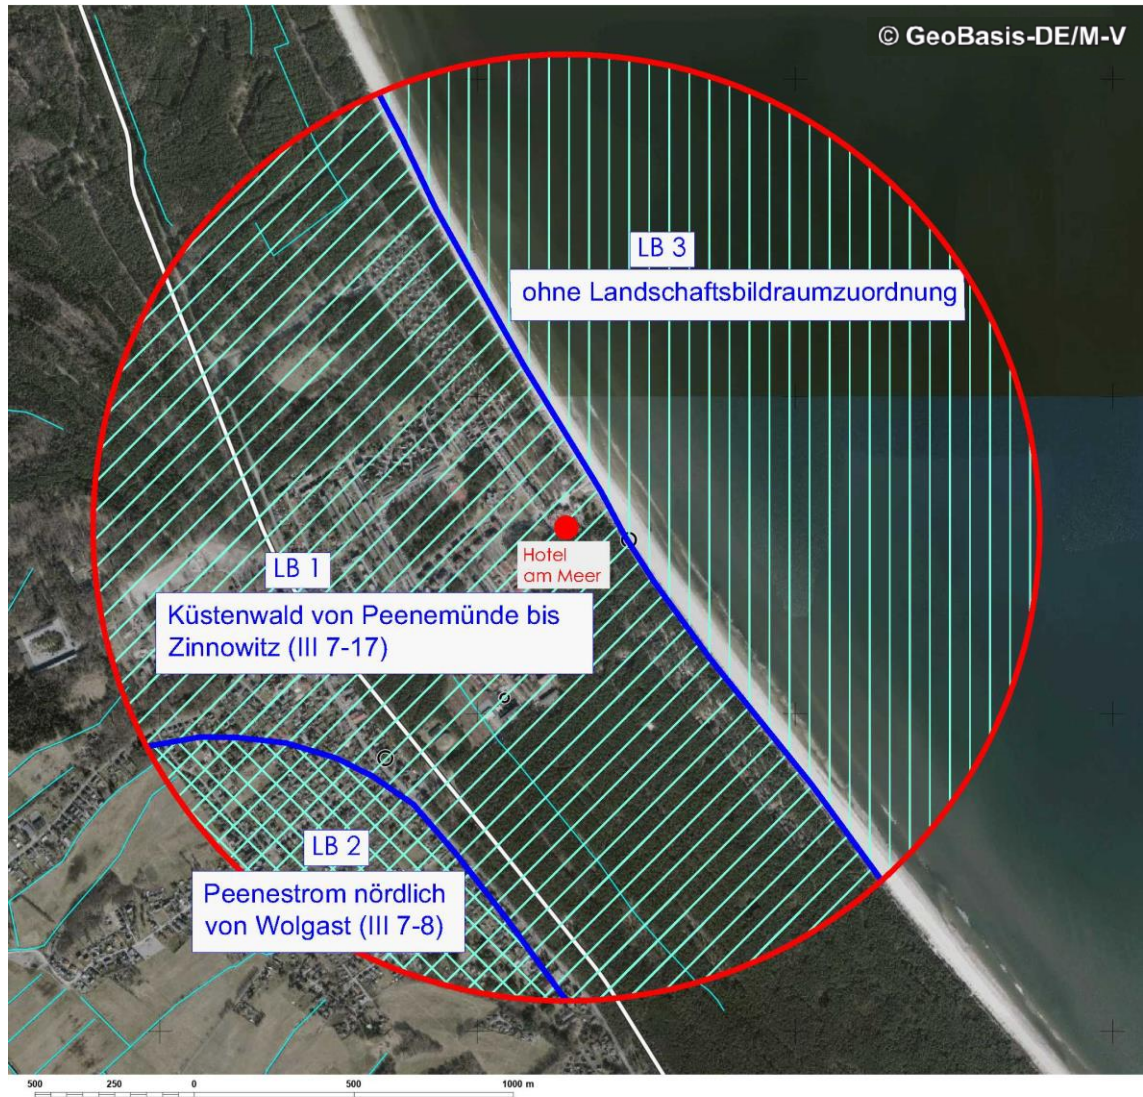 © GeoBasis-DE/M-V
LB 3
ohne Landschaftsbildraumzuordnung
Hotel
am Meer
LB 1
Küstenwald von Peenemünde bis
Zinnowitz (III 7-17)
LB 2
Peenestrom nördlich
von Wolgast (III 7-8)
500 250 0 500 1000 m